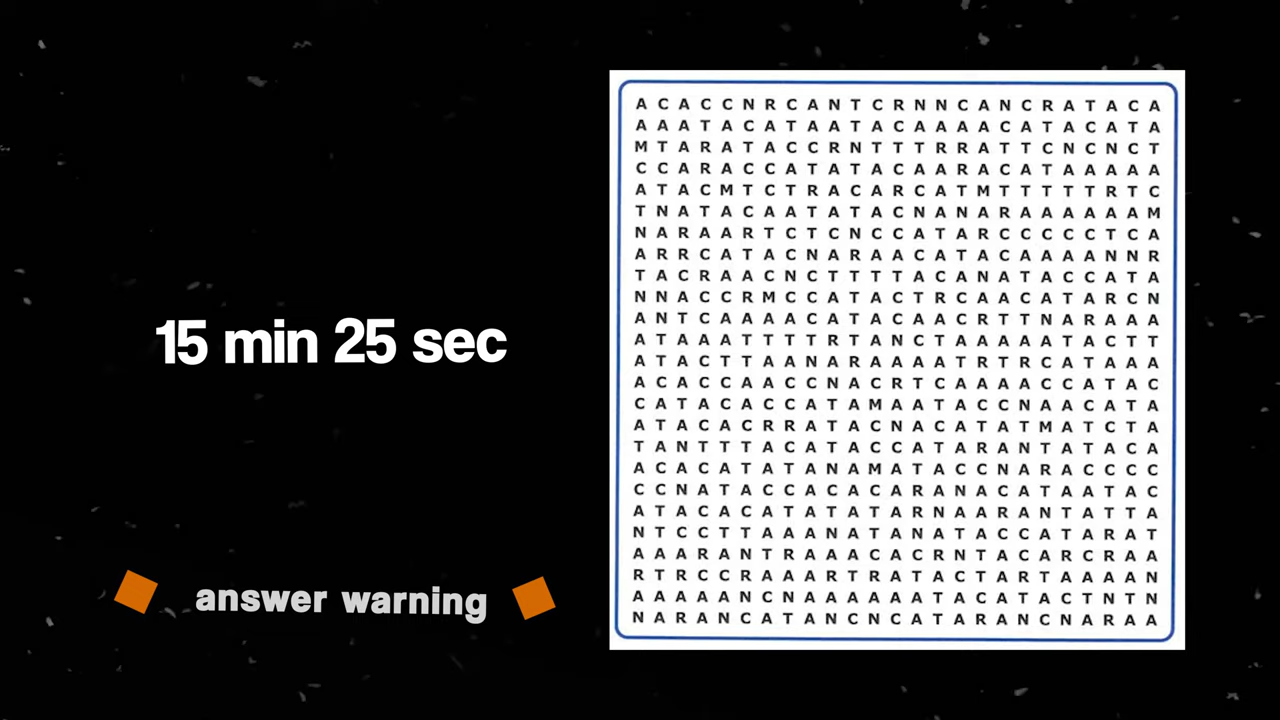 15 min 25 sec
answer warning
A C A C C N R C A N T C R N N C A N C R A T A C A
A A A T A C A T A A T A C A A A A C A T A C A T A
M T A R A T A C C R N T T T R R A T T C N C N C T
C C A R A C C A T A T A C A A R A C A T A A A A A
A T A C M T C T R A C A R C A T M T T T T T R T C
T N A T A C A A T A T A C N A N A R A A A A A A M
N A R A A R T C T C N C C A T A R C C C C C T C A
A R R C A T A C N A R A A C A T A C A A A A N N R
T A C R A A C N C T T T T A C A N A T A C C A T A
N N A C C R M C C A T A C T R C A A C A T A R C N
A N T C A A A A C A T A C A A C R T T N A R A A A
A T A A A T T T T R T A N C T A A A A A T A C T T
A T A C T T A A N A R A A A A T R T R C A T A A A
A C A C C A A C C N A C R T C A A A A C C A T A C
C A T A C A C C A T A M A A T A C C N A A C A T A
A T A C A C R R A T A C N A C A T A T M A T C T A
T A N T T T A C A T A C C A T A R A N T A T A C A
A C A C A T A T A N A M A T A C C N A R A C C C C
C C N A T A C C A C A C A R A N A C A T A A T A C
A T A C A C A T A T A T A R N A A R A N T A T T A
N T C C T T A A A N A T A N A T A C C A T A R A T
A A A R A N T R A A A C A C R N T A C A R C R A A
R T R C C R A A A R T R A T A C T A R T A A A A N
A A A A A N C N A A A A A A T A C A T A C T N T N
N A R A N C A T A N C N C A T A R A N C N A R A A